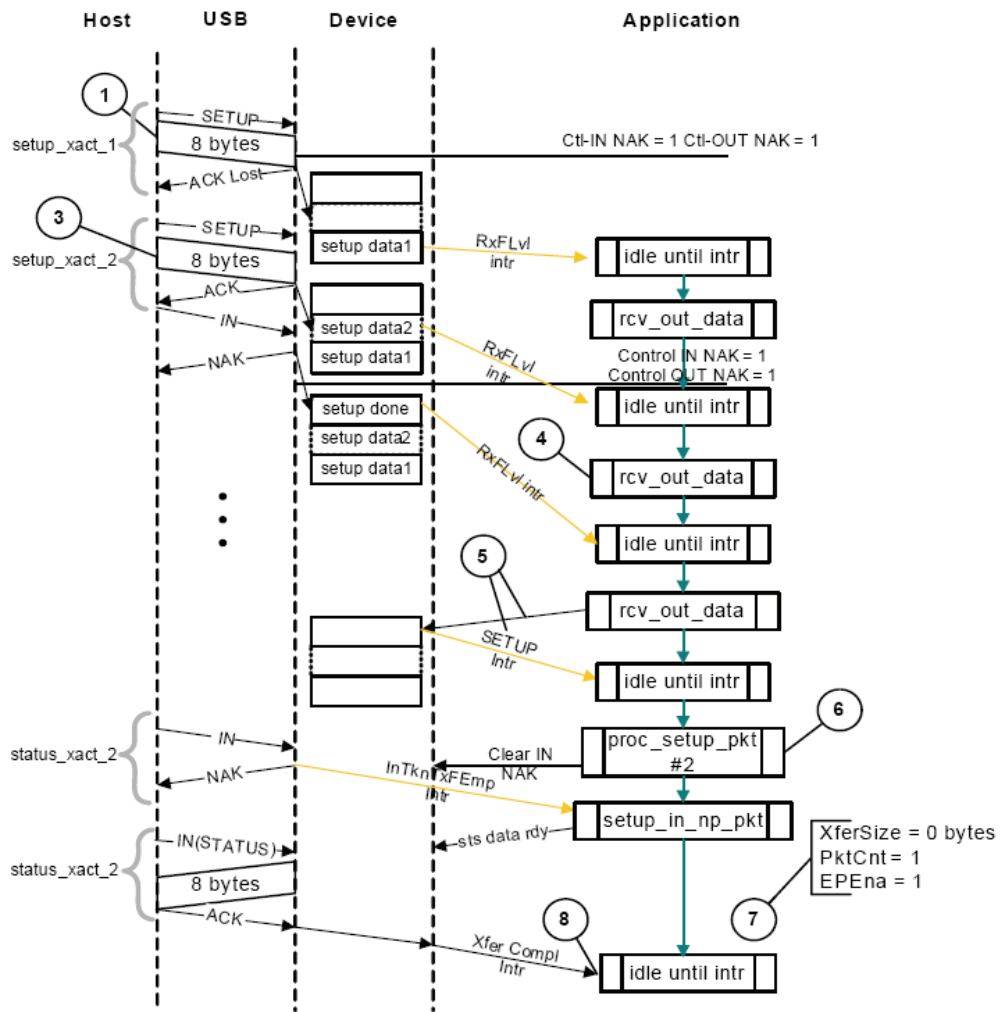 Host USB Device Application
1
SETUP
setup_xact_1
8 bytes
Ctl-IN NAK = 1 Ctl-OUT NAK = 1
ACK Lost
3
SETUP
setup data1
RxFLvl
intr
idle until intr
setup_xact_2
8 bytes
ACK
IN
setup data2
setup data1
RxFLvl
intr
rcv_out_data
NAK
Control IN NAK = 1
Control OUT NAK = 1
idle until intr
setup done
setup data2
setup data1
RxFLvl intr
4
rcv_out_data
idle until intr
5
rcv_out_data
SETUP
Intr
idle until intr
6
status_xact_2
IN
NAK
Clear IN
NAK
proc_setup_pkt
#2
InTknTxFEmp
Intr
setup_in_np_pkt
sts data rdy
XferSize = 0 bytes
PktCnt = 1
EPEna = 1
status_xact_2
IN(STATUS)
8 bytes
ACK
7
8
Xfer Compl
Intr
idle until intr